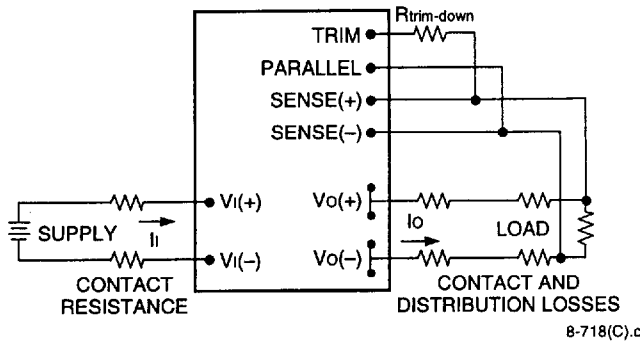 TRIM
Rtrim-down
PARALLEL
SENSE(+)
SENSE(–)
VI(+)
VO(+)
IO
SUPPLY
II
LOAD
VI(–)
VO(–)
CONTACT
RESISTANCE
CONTACT AND
DISTRIBUTION LOSSES
8-718(C).c